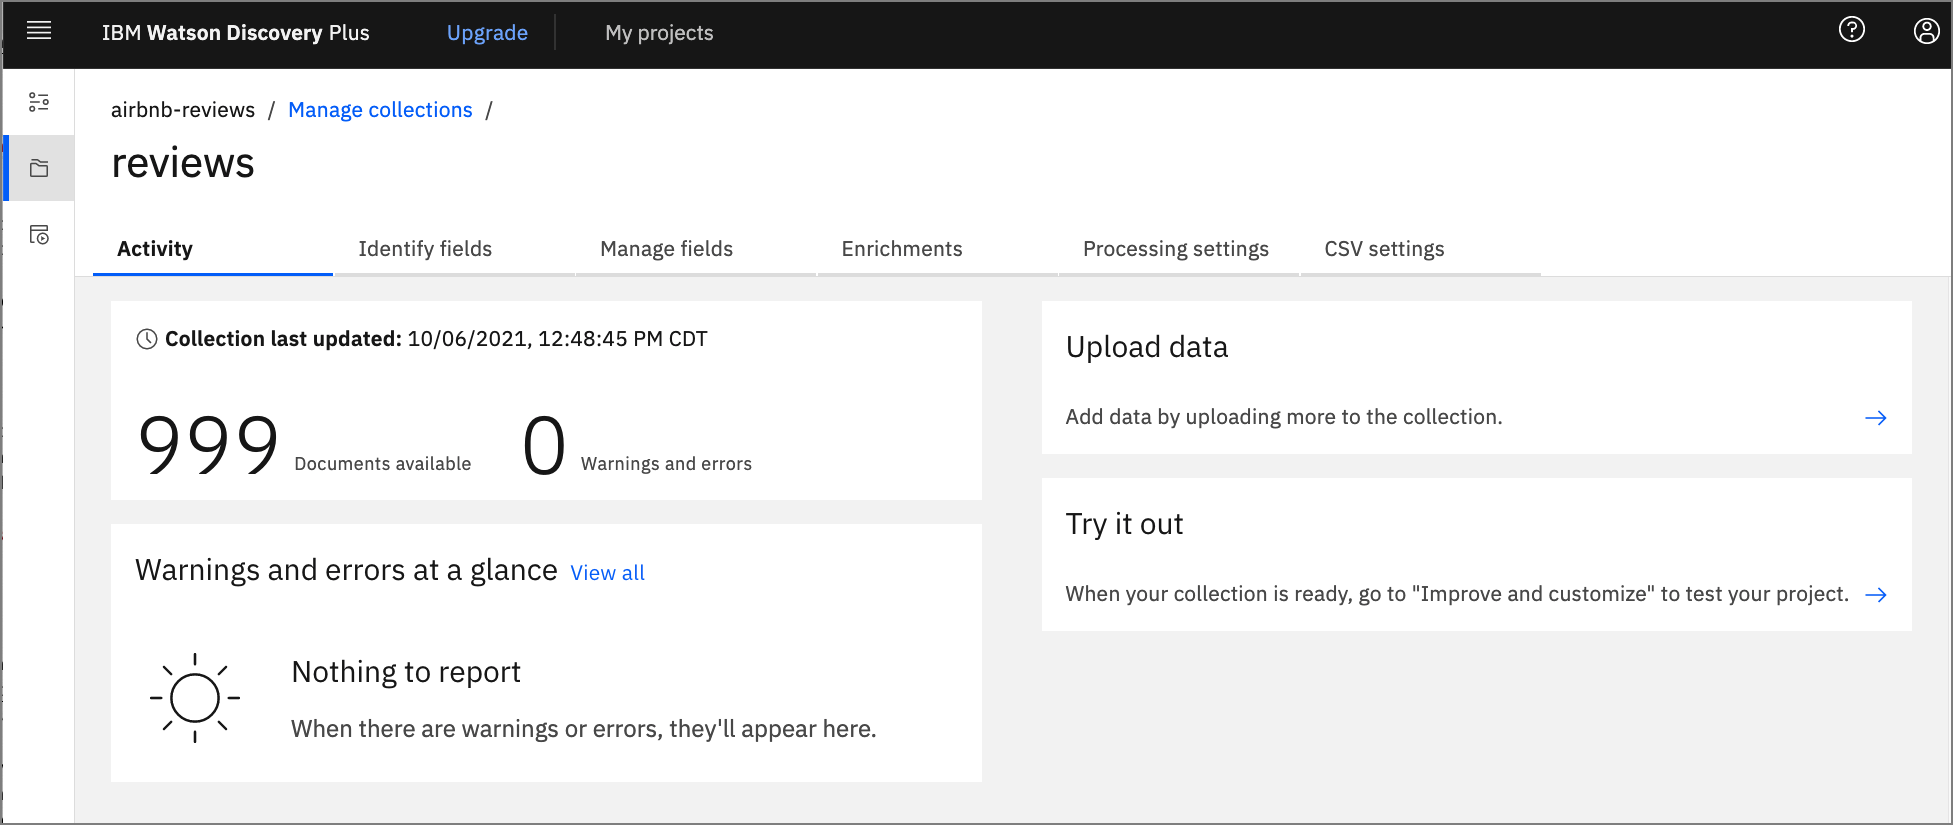 IBM Watson Discovery Plus
Upgrade
My projects
airbnb-reviews / Manage collections /
reviews
Activity
Identify fields
Manage fields
Enrichments
Processing settings
CSV settings
Collection last updated: 10/06/2021, 12:48:45 PM CDT
999 Documents available
0 Warnings and errors
Warnings and errors at a glance View all
Nothing to report
When there are warnings or errors, they'll appear here.
Upload data
Add data by uploading more to the collection.
Try it out
When your collection is ready, go to "Improve and customize" to test your project.